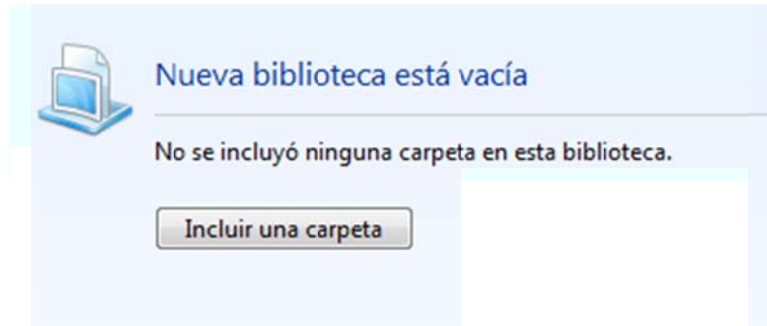 Nueva biblioteca está vacía
No se incluyó ninguna carpeta en esta biblioteca.
Incluir una carpeta